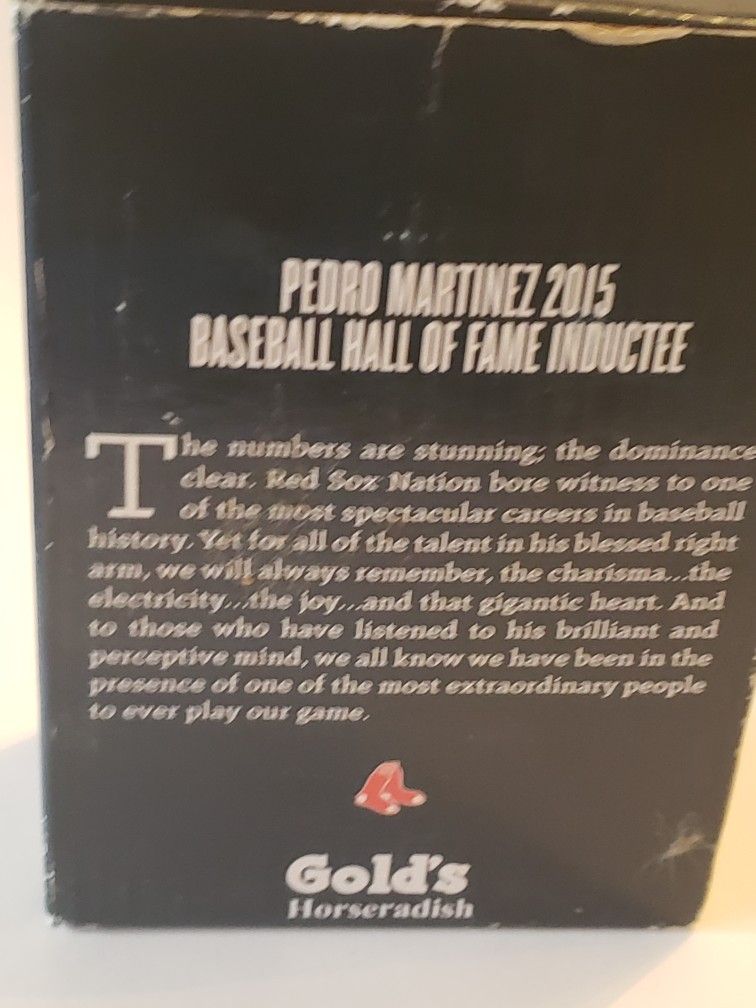 PEDRO MARTINEZ 2015
BASEBALL HALL OF FAME INDUCTEE
The numbers are stunning; the dominance
clear. Red Sox Nation bore witness to one
of the most spectacular careers in baseball
history. Yet for all of the talent in his blessed right
arm, we will always remember, the charisma...the
electricity...the joy...and that gigantic heart. And
to those who have listened to his brilliant and
perceptive mind, we all know we have been in the
presence of one of the most extraordinary people
to ever play our game.
Gold's
Horseradish